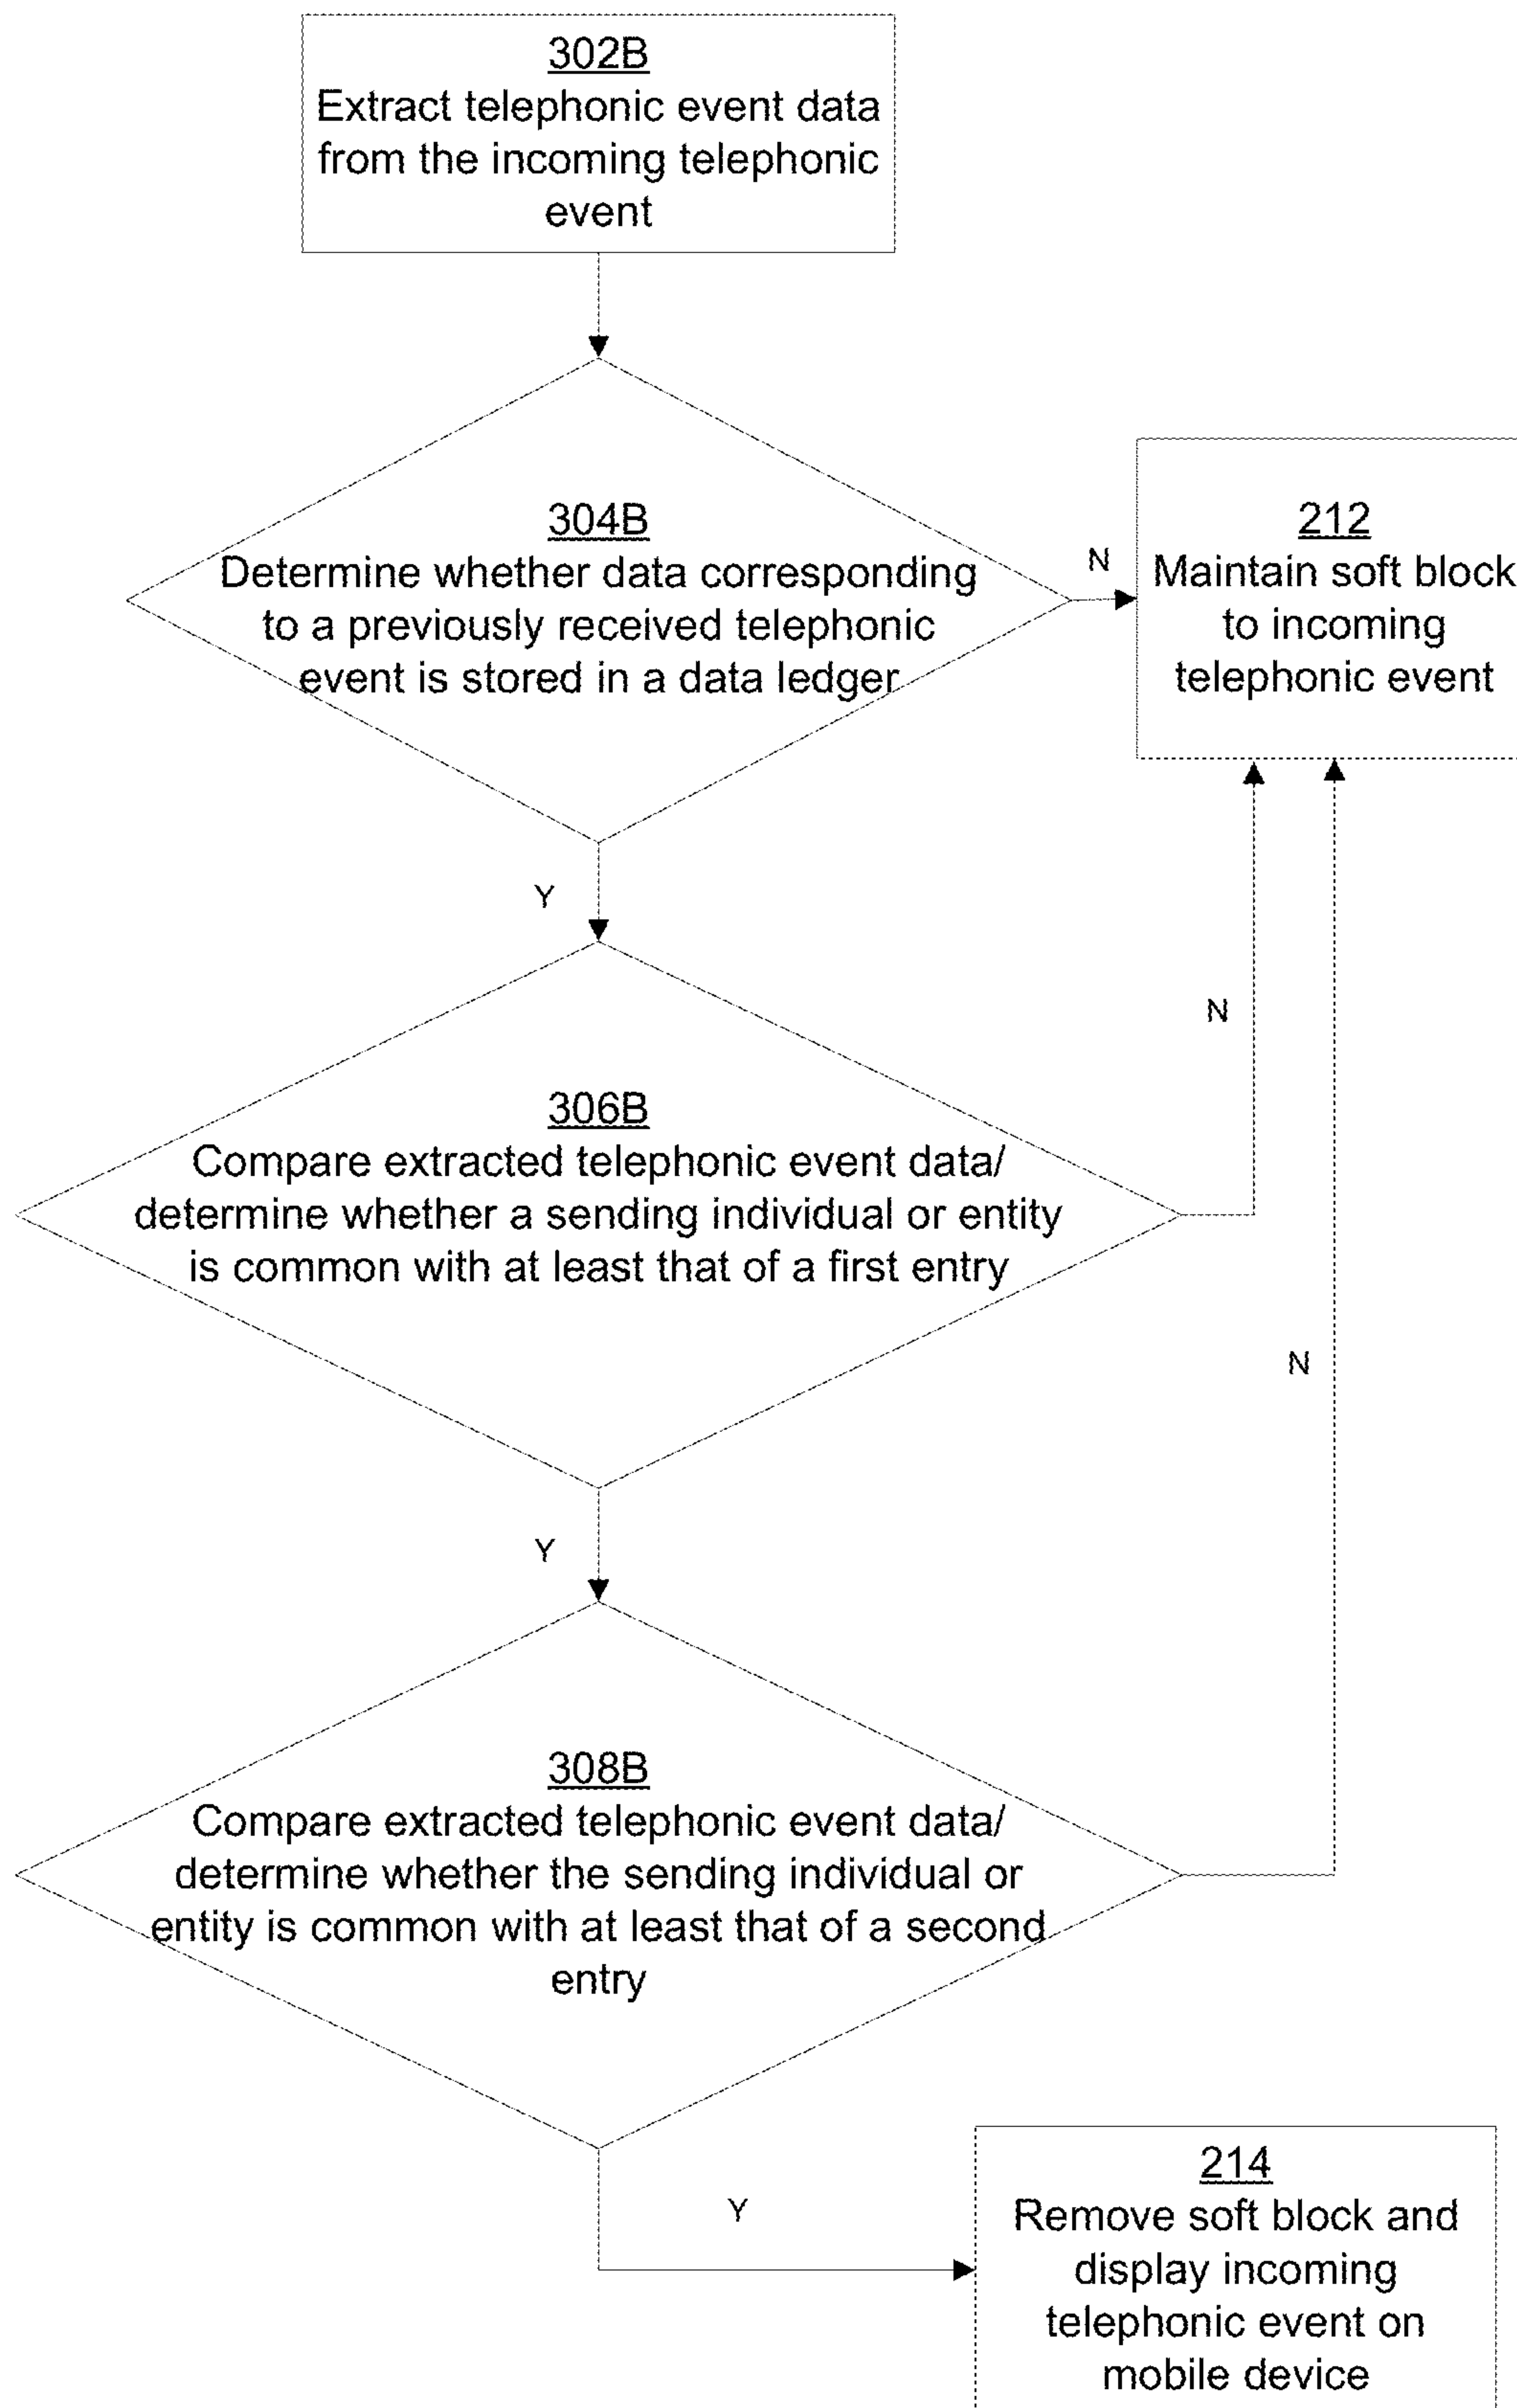 302B
Extract telephonic event data
from the incoming telephonic
event
304B
Determine whether data corresponding
to a previously received telephonic
event is stored in a data ledger
N
212
Maintain soft block
to incoming
telephonic event
Y
N
306B
Compare extracted telephonic event data/
determine whether a sending individual or entity
is common with at least that of a first entry
N
Y
308B
Compare extracted telephonic event data/
determine whether the sending individual or
entity is common with at least that of a second
entry
Y
214
Remove soft block and
display incoming
telephonic event on
mobile device